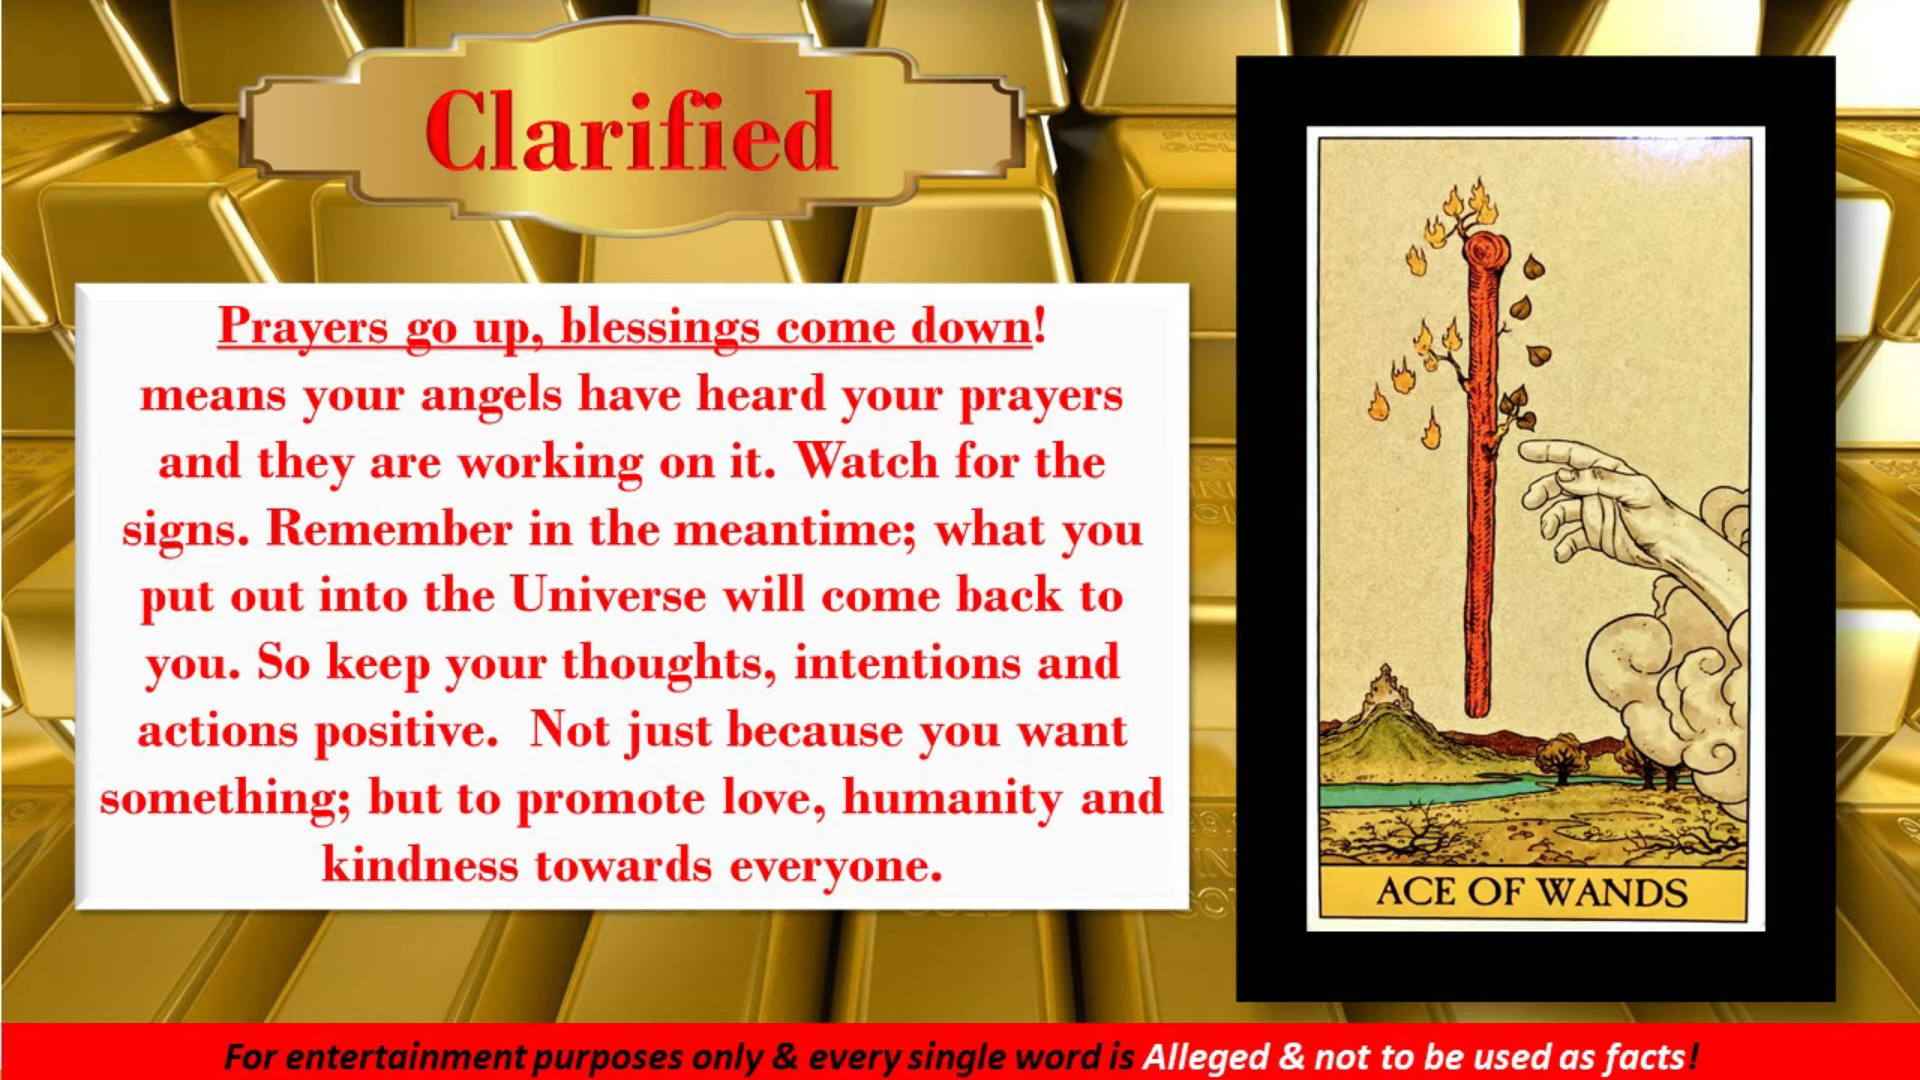 Clarified
Prayers go up, blessings come down!
means your angels have heard your prayers
and they are working on it. Watch for the
signs. Remember in the meantime; what you
put out into the Universe will come back to
you. So keep your thoughts, intentions and
actions positive.  Not just because you want
something; but to promote love, humanity and
kindness towards everyone.
ACE OF WANDS
For entertainment purposes only & every single word is Alleged & not to be used as facts!